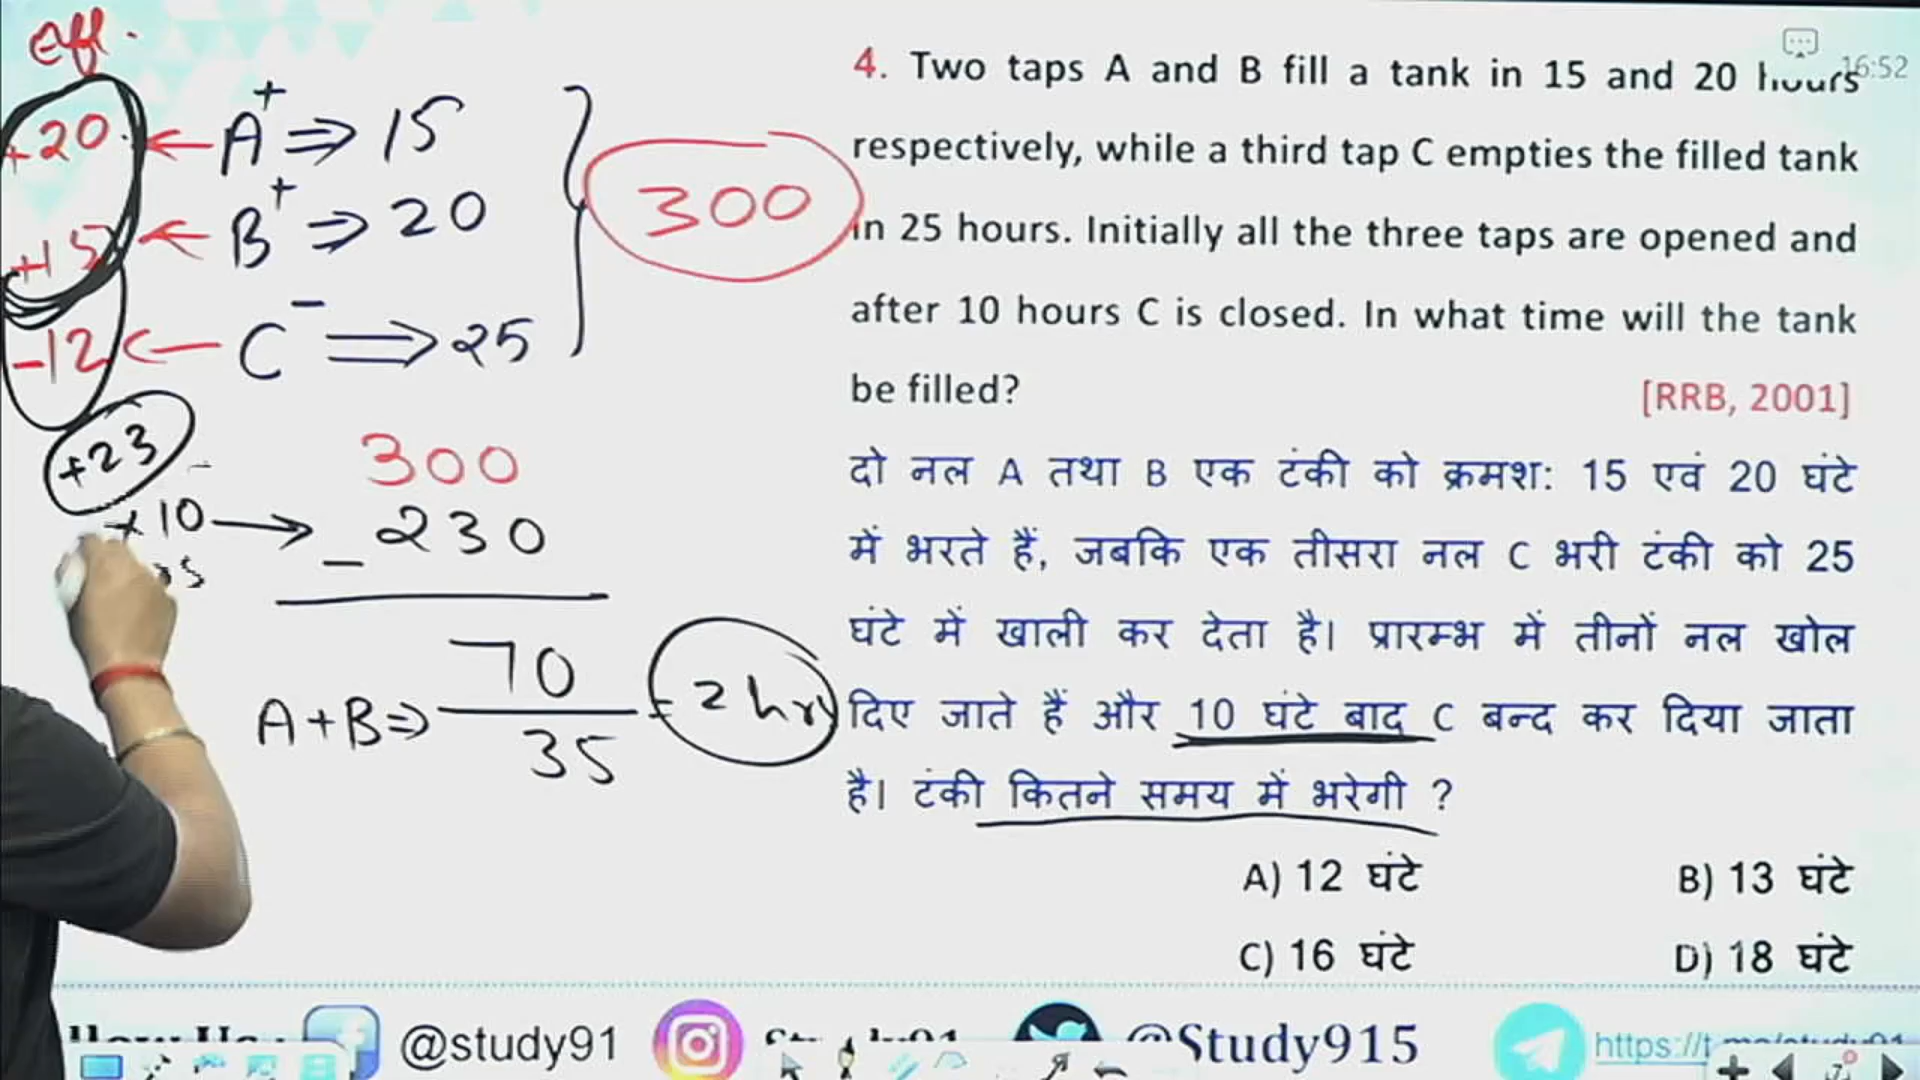 eff.
+20 ← A+ ⇒ 15
+15 ← B+ ⇒ 20
-12 ← C- ⇒ 25
300
+23
×10 → - 230
300
70
A+B⇒ 35 = 2 hrs
4. Two taps A and B fill a tank in 15 and 20 hours
16:52
respectively, while a third tap C empties the filled tank
in 25 hours. Initially all the three taps are opened and
after 10 hours C is closed. In what time will the tank
be filled? [RRB, 2001]
दो नल A तथा B एक टंकी को क्रमश: 15 एवं 20 घंटे
में भरते हैं, जबकि एक तीसरा नल C भरी टंकी को 25
घंटे में खाली कर देता है। प्रारम्भ में तीनों नल खोल
दिए जाते हैं और 10 घंटे बाद C बन्द कर दिया जाता
है। टंकी कितने समय में भरेगी ?
A) 12 घंटे B) 13 घंटे
C) 16 घंटे D) 18 घंटे
@study91 @Study915